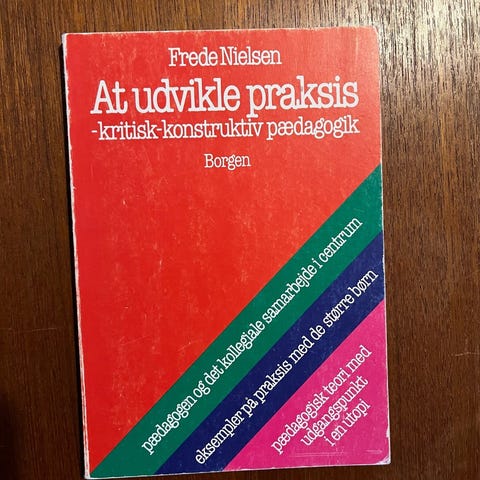 Frede Nielsen
At udvikle praksis
-kritisk-konstruktiv pædagogik
Borgen
pædagogen og det kollegiale samarbejde i centrum
eksempler på praksis med de større børn
pædagogisk teori med
udgangspunkt
i en utopi